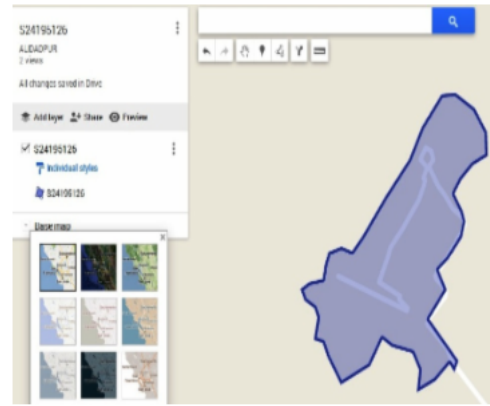 S24195126
ALIDADPUR
2 views
All changes saved in Drive
Add layer Share Preview
S24195126
Individual styles
S24195126
Base map